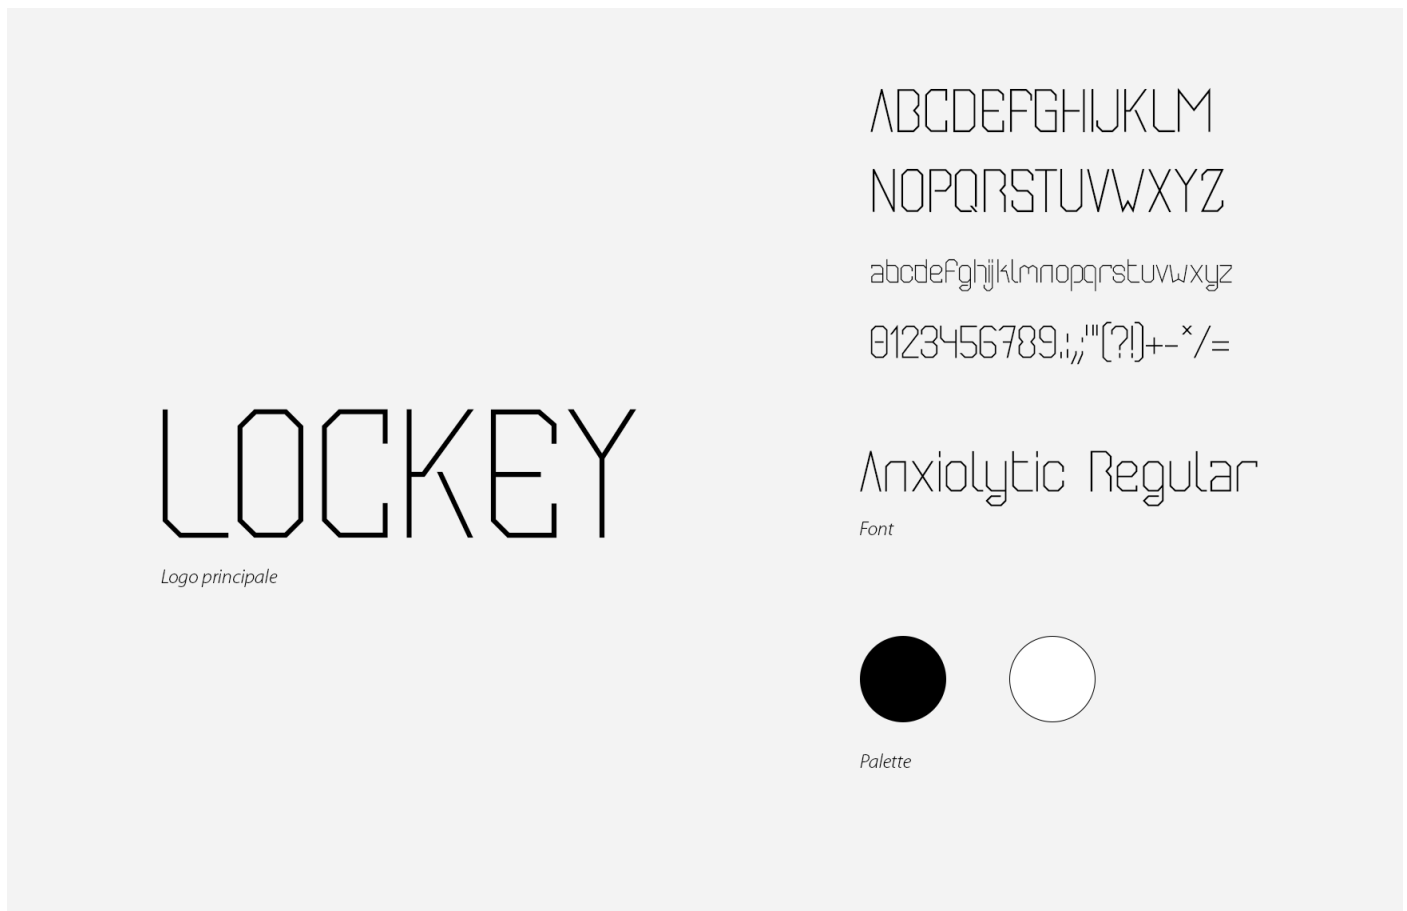 LOCKEY
Logo principale
ABCDEFGHIJKLM
NOPQRSTUVWXYZ
abcdefghijklmnopqrstuvwxyz
0123456789.:,;'"(?!)+-*/=
Anxiolytic Regular
Font
Palette